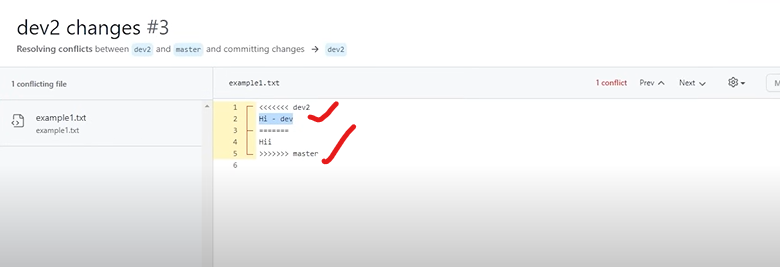 dev2 changes #3
Resolving conflicts between dev2 and master and committing changes → dev2
1 conflicting file
example1.txt
example1.txt
example1.txt 1 conflict Prev Next
1 <<<<<<< dev2
2 Hi - dev
3 =======
4 Hii
5 >>>>>>> master
6